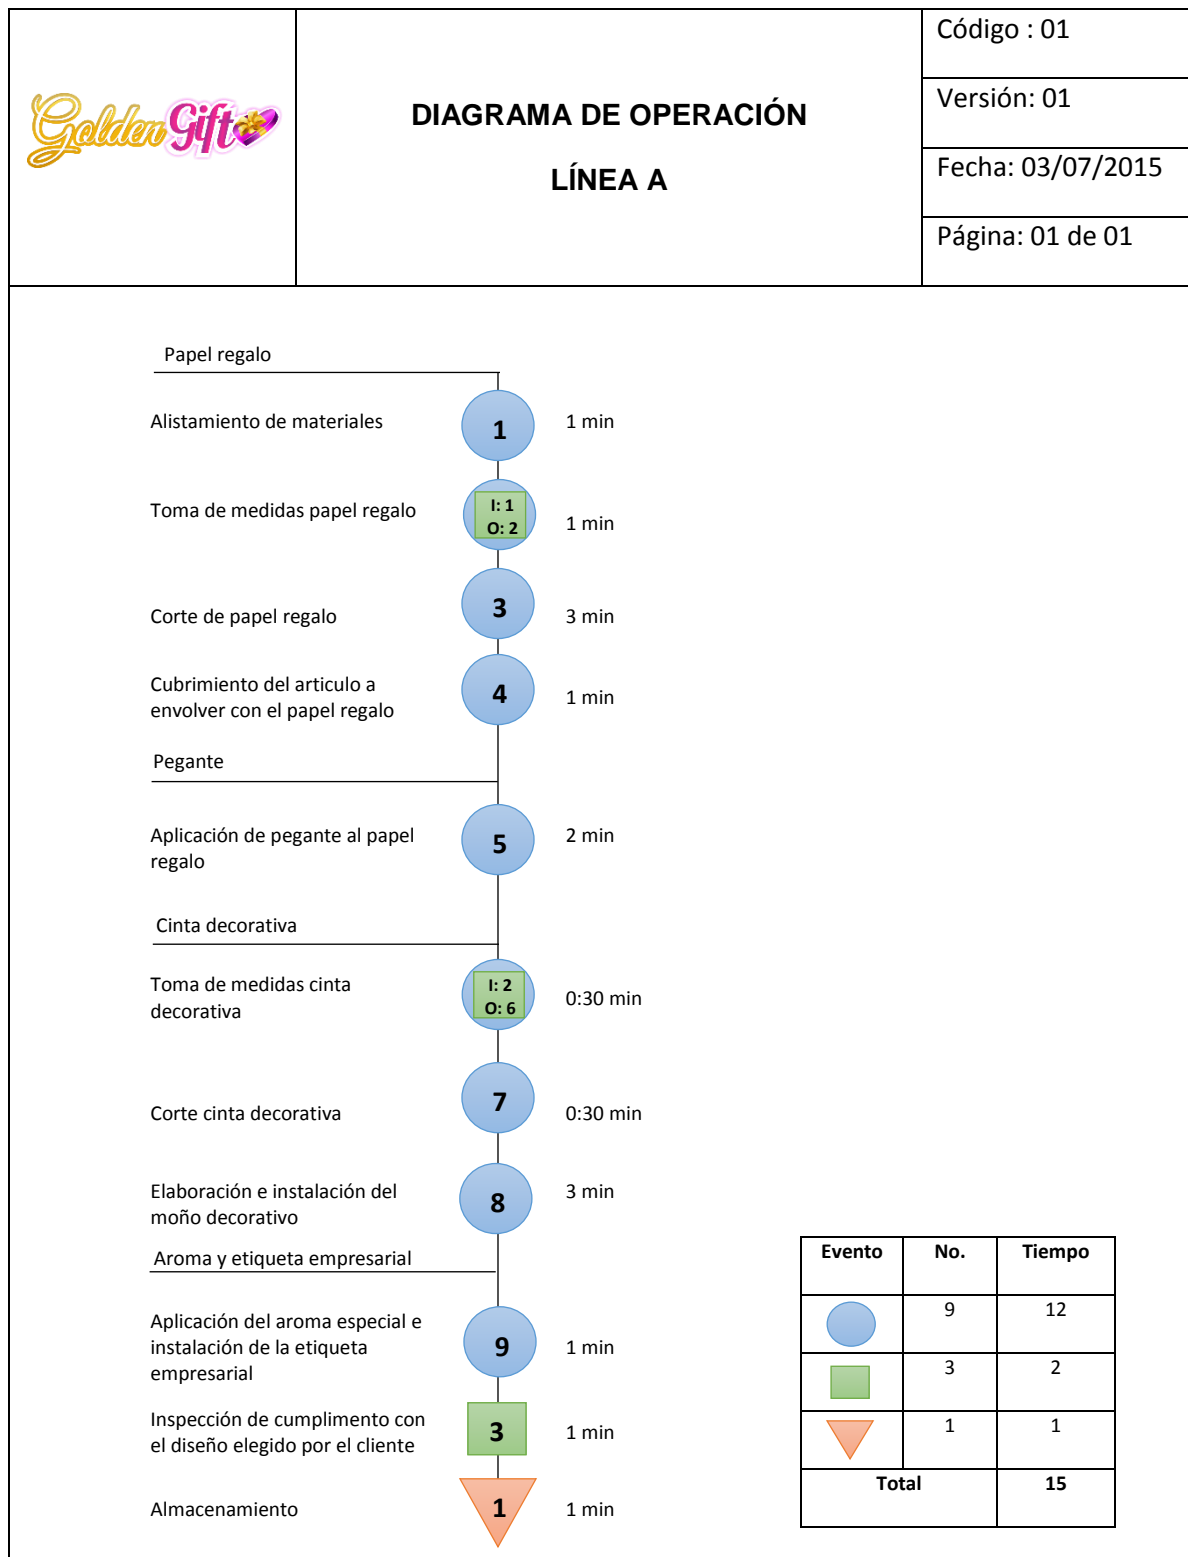 Golden Gift
DIAGRAMA DE OPERACIÓN
LÍNEA A
Código : 01
Versión: 01
Fecha: 03/07/2015
Página: 01 de 01
Papel regalo
Alistamiento de materiales
1
1 min
Toma de medidas papel regalo
I: 1
O: 2
1 min
Corte de papel regalo
3
3 min
Cubrimiento del articulo a
envolver con el papel regalo
4
1 min
Pegante
Aplicación de pegante al papel
regalo
5
2 min
Cinta decorativa
Toma de medidas cinta
decorativa
I: 2
O: 6
0:30 min
Corte cinta decorativa
7
0:30 min
Elaboración e instalación del
moño decorativo
8
3 min
Aroma y etiqueta empresarial
Aplicación del aroma especial e
instalación de la etiqueta
empresarial
9
1 min
Inspección de cumplimento con
el diseño elegido por el cliente
3
1 min
Almacenamiento
1
1 min
Evento No. Tiempo
9 12
3 2
1 1
Total 15